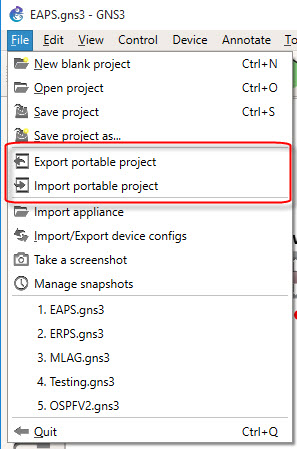 EAPS.gns3 - GNS3
File Edit View Control Device Annotate To
New blank project Ctrl+N
Open project Ctrl+O
Save project Ctrl+S
Save project as...
Export portable project
Import portable project
Import appliance
Import/Export device configs
Take a screenshot
Manage snapshots
1. EAPS.gns3
2. ERPS.gns3
3. MLAG.gns3
4. Testing.gns3
5. OSPFV2.gns3
Quit Ctrl+Q